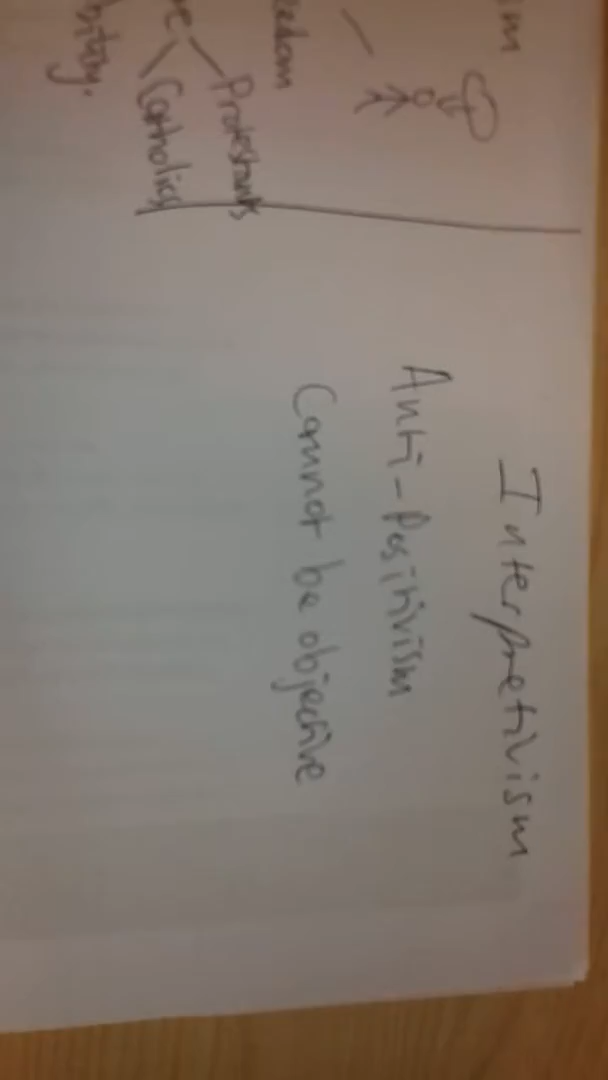 Interpretivism
Anti-Positivism
Cannot be objective
Protestants
Catholics